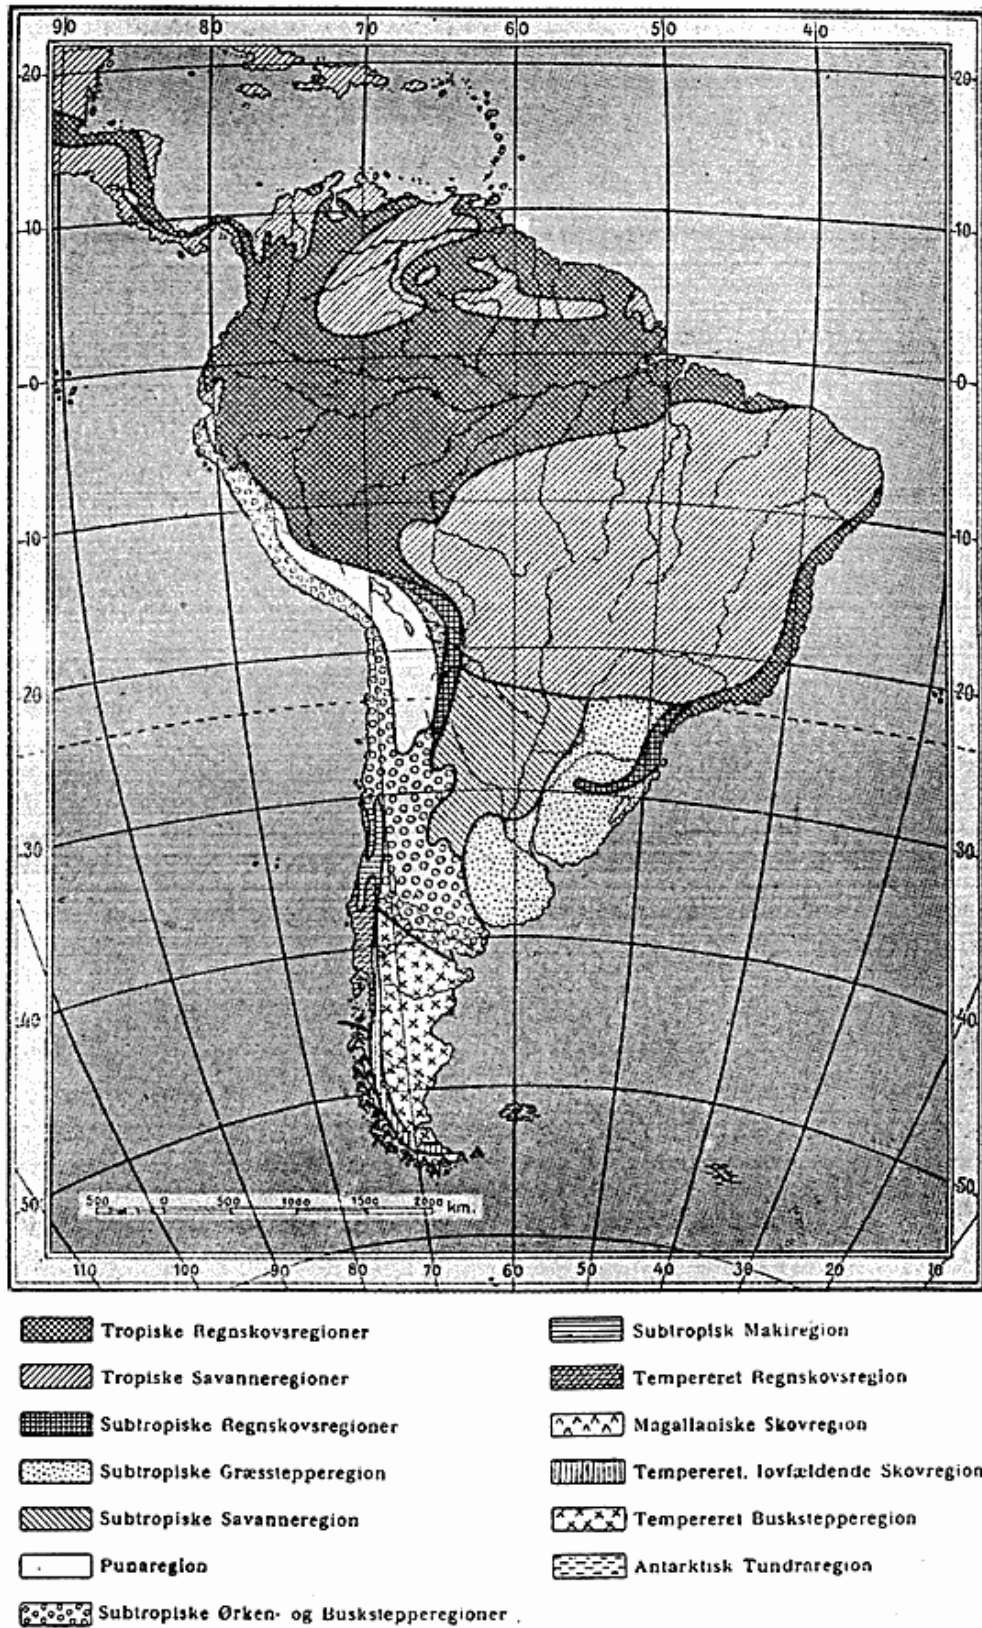 90 80 70 60 50 40
20 20
10 10
0 0
10 10
20 20
30 30
40 40
50 50
500 0 500 1000 1500 2000 km.
110 100 90 80 70 60 50 40 30 20 10
Tropiske Regnskovsregioner
Tropiske Savanneregioner
Subtropiske Regnskovsregioner
Subtropiske Græssteppereregion
Subtropiske Savanneregion
Punaregion
Subtropiske Ørken- og Buskstepperegioner
Subtropisk Makiregion
Tempereret Regnskovsregion
Magallaniske Skovregion
Tempereret, løvfældende Skovregion
Tempereret Buskstepperegion
Antarktisk Tundraregion